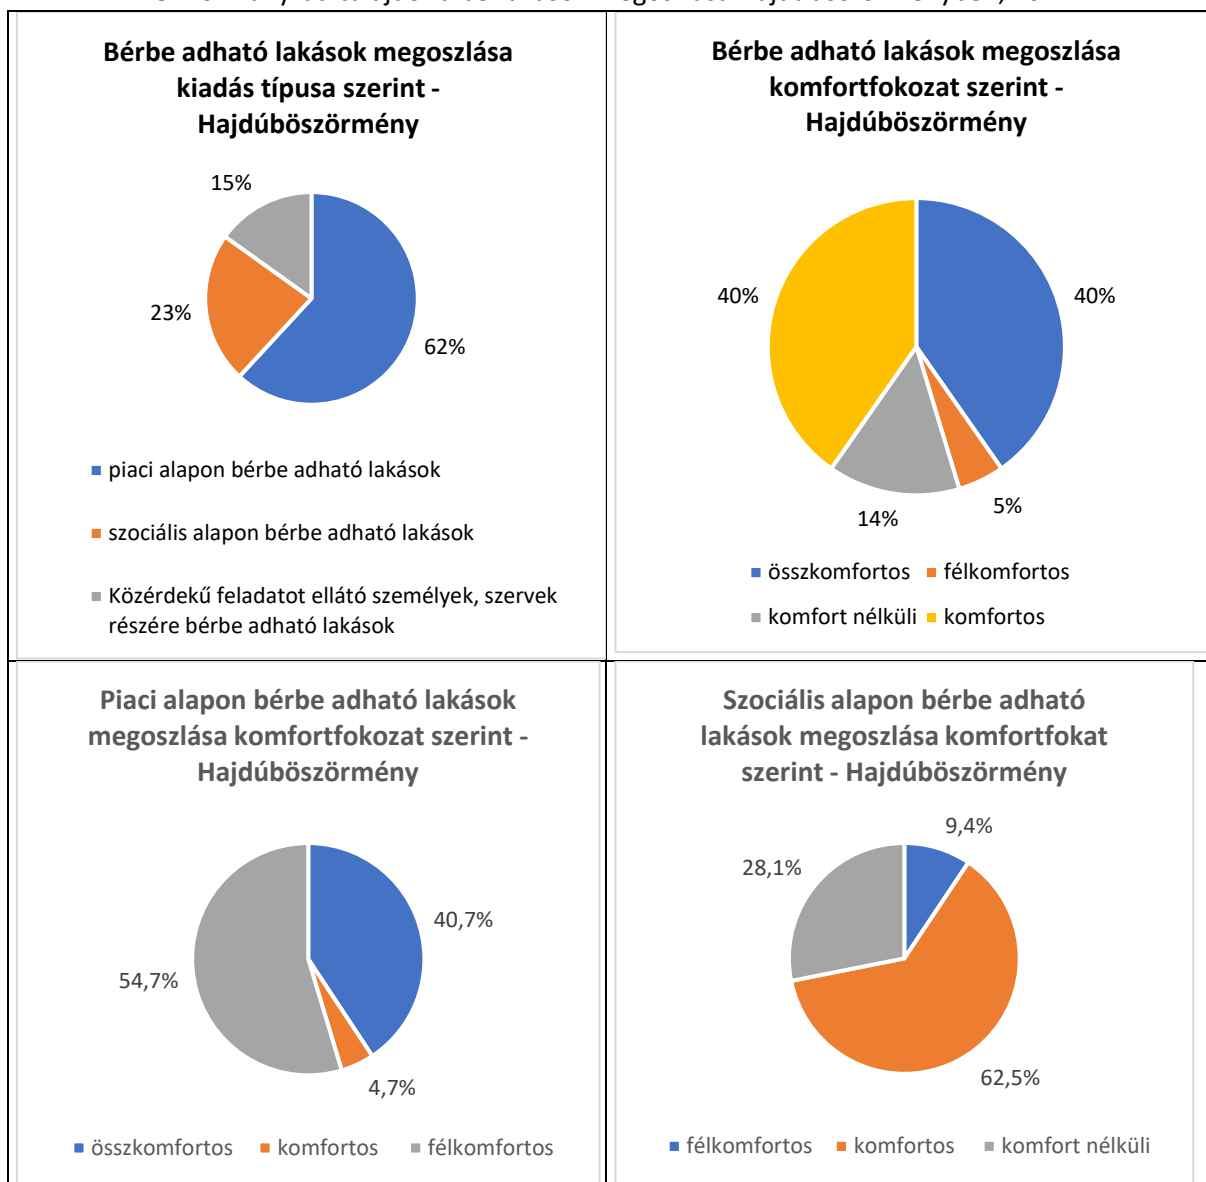 Bérbe adható lakások megoszlása
kiadás típusa szerint -
Hajdúböszörmény
15%
23%
62%
piaci alapon bérbe adható lakások
szociális alapon bérbe adható lakások
Közérdekű feladatot ellátó személyek, szervek
részére bérbe adható lakások
Bérbe adható lakások megoszlása
komfortfokozat szerint -
Hajdúböszörmény
40%
40%
14%
5%
összkomfortos
félkomfortos
komfort nélküli
komfortos
Piaci alapon bérbe adható lakások
megoszlása komfortfokozat szerint -
Hajdúböszörmény
40,7%
54,7%
4,7%
összkomfortos
komfortos
félkomfortos
Szociális alapon bérbe adható
lakások megoszlása komfortfokat
szerint - Hajdúböszörmény
9,4%
28,1%
62,5%
félkomfortos
komfortos
komfort nélküli